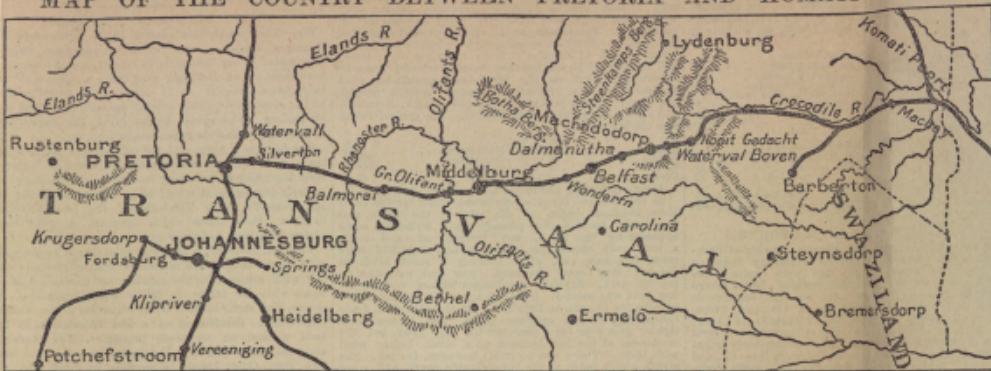 MAP OF THE COUNTRY BETWEEN PRETORIA AND KOMATI
Elands R
Olifants R.
Steenkamps Berg
Lydenburg
Komati Poort
Elands R.
Botha Berg
Crocodile R
Machadodorp
Watervall
Rustenburg
PRETORIA
Silverton
Dalmanutha
Nooit Gedacht
Waterval Boven
Balmoral
Gr. Olifant
Middelburg
Belfast
Wonderfn
Barberton
TRANSVAAL
Carolina
Krugersdorp
JOHANNESBURG
Fordsburg
Springs
Olifants R.
Steynsdorp
SWAZILAND
Klipriver
Bethel
Heidelberg
Ermelo
Bremersdorp
Potchefstroom
Vereeniging